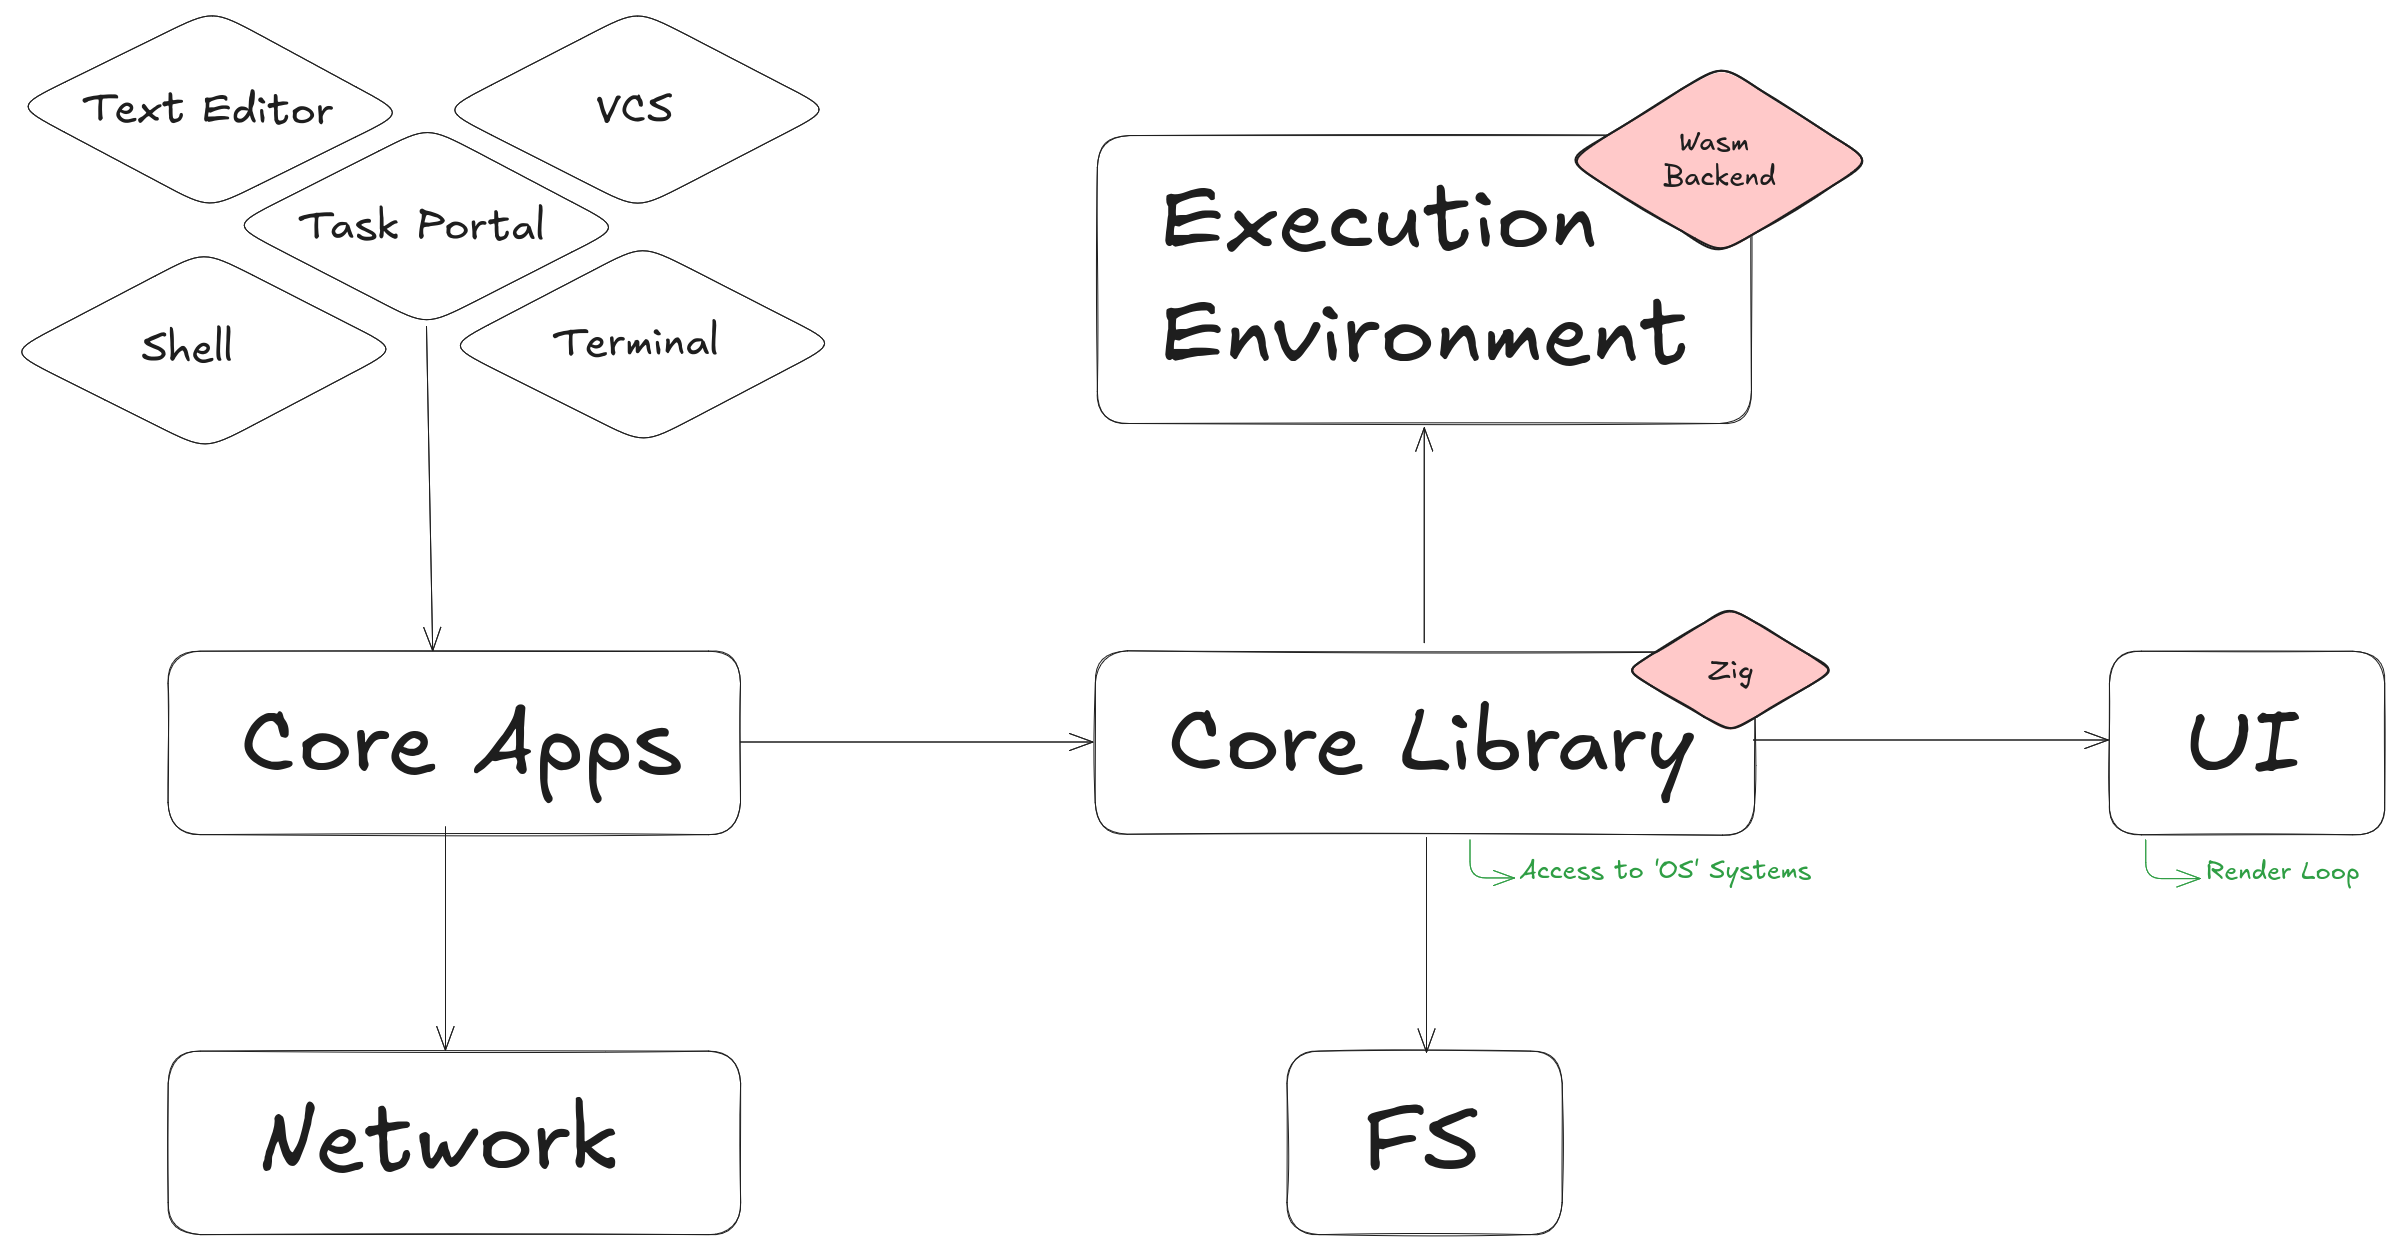 Text Editor
VCS
Task Portal
Shell
Terminal
Wasm
Backend
Execution
Environment
Zig
Core Apps
Core Library
UI
Access to 'OS' Systems
Render Loop
Network
FS